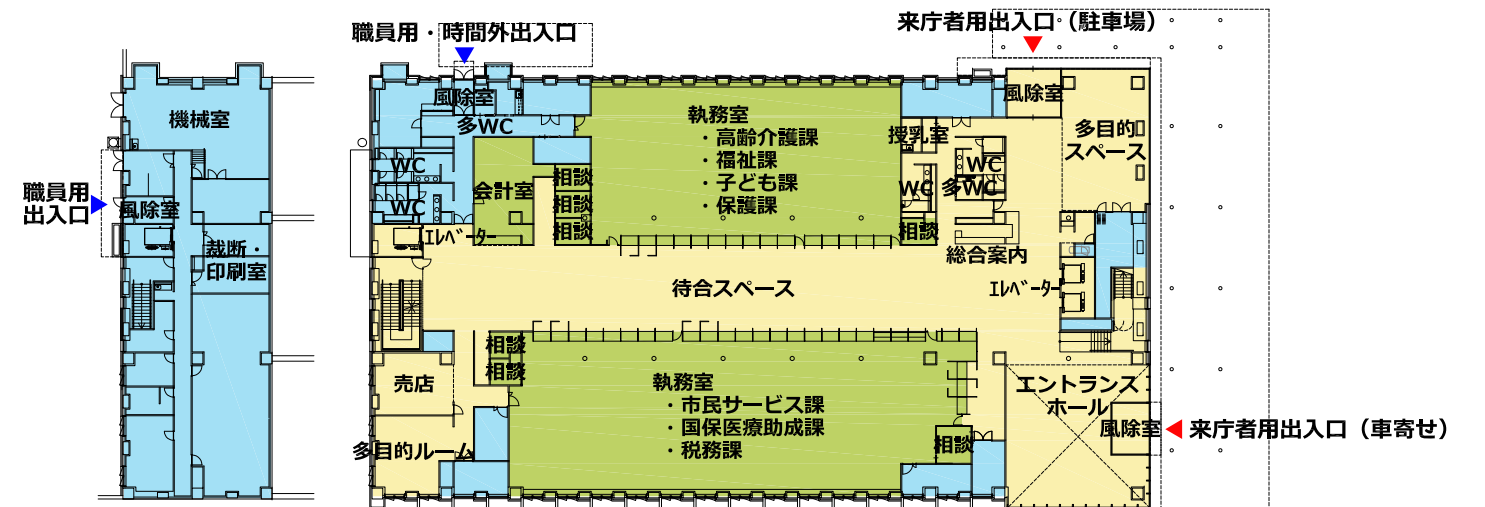 職員用・時間外出入口
来庁者用出入口（駐車場）
機械室
職員用
出入口
風除室
裁断・
印刷室
風除室
多WC
WC
WC
会計室
ｴﾚﾍﾞｰﾀｰ
相談
相談
相談
執務室
・高齢介護課
・福祉課
・子ども課
・保護課
授乳室
WC
多WC
WC
相談
風除室
多目的
スペース
総合案内
ｴﾚﾍﾞｰﾀｰ
待合スペース
相談
相談
売店
多目的ルーム
執務室
・市民サービス課
・国保医療助成課
・税務課
相談
エントランス
ホール
風除室
来庁者用出入口（車寄せ）